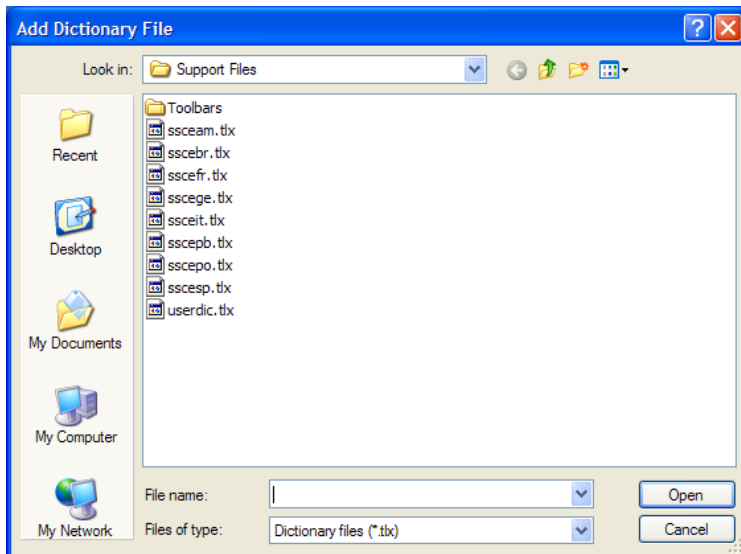 Add Dictionary File
Look in: Support Files
Toolbars
ssceam.tlx
sscebr.tlx
sscefr.tlx
sscege.tlx
ssceit.tlx
sscepb.tlx
sscepo.tlx
sscesp.tlx
userdic.tlx
Recent
Desktop
My Documents
My Computer
My Network
File name:
Open
Files of type: Dictionary files (*.tlx)
Cancel